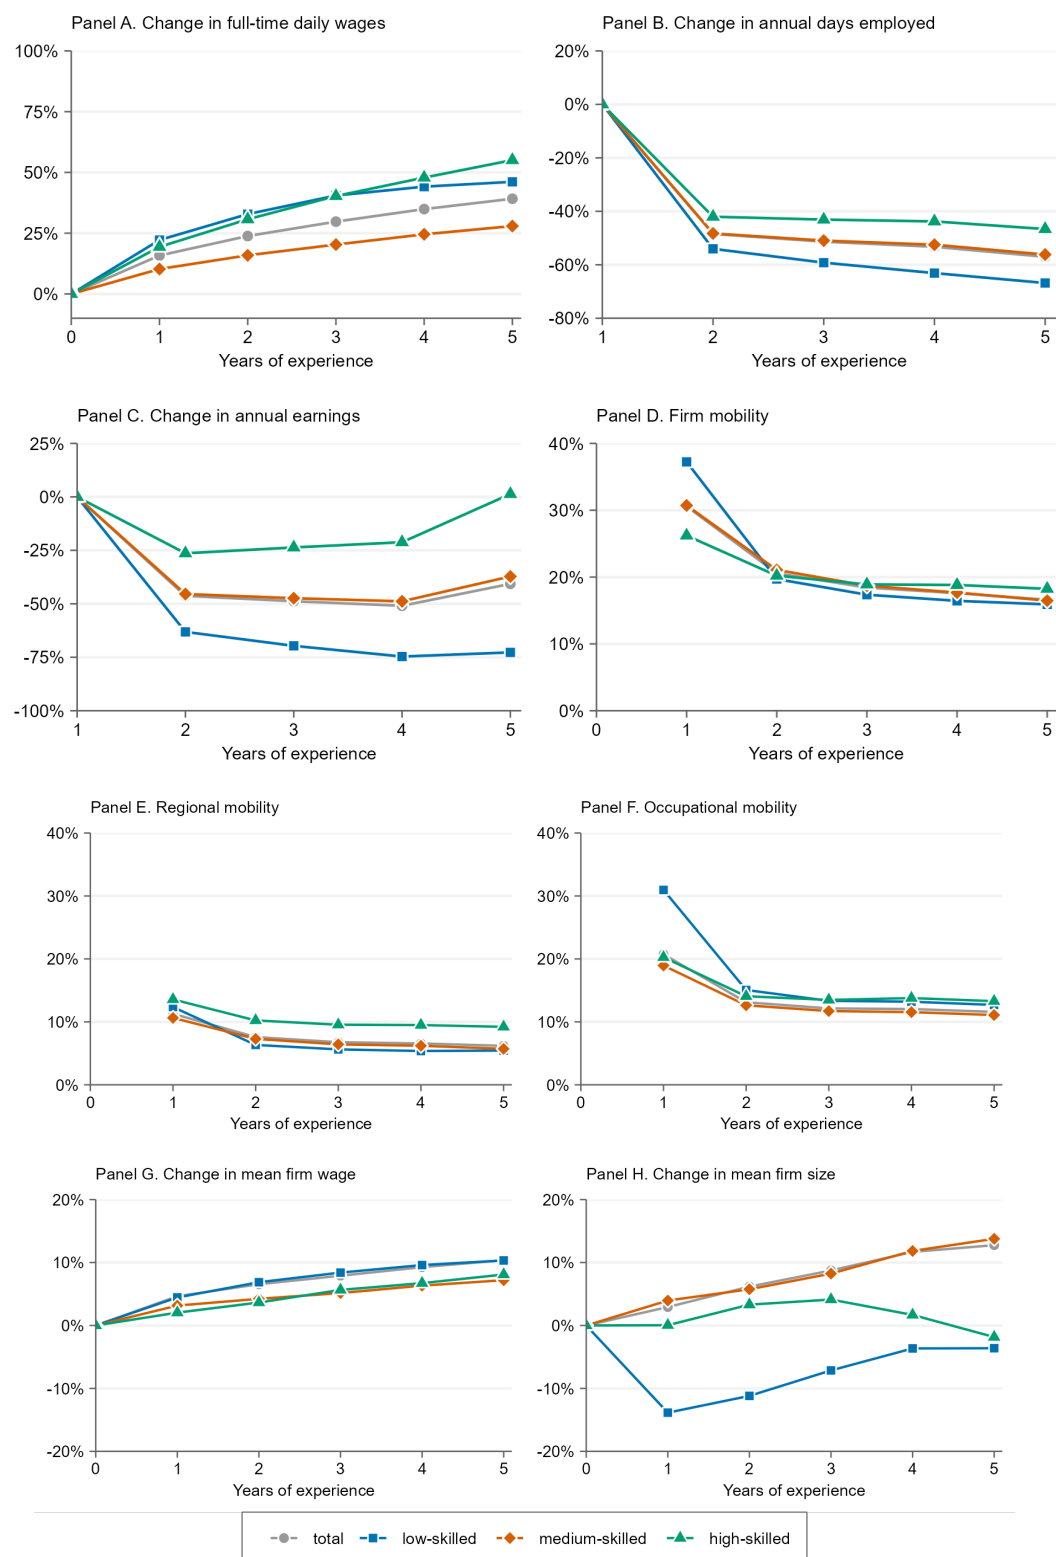 Panel A. Change in full-time daily wages
100%
75%
50%
25%
0%
0 1 2 3 4 5
Years of experience
Panel B. Change in annual days employed
20%
0%
-20%
-40%
-60%
-80%
1 2 3 4 5
Years of experience
Panel C. Change in annual earnings
25%
0%
-25%
-50%
-75%
-100%
1 2 3 4 5
Years of experience
Panel D. Firm mobility
40%
30%
20%
10%
0%
0 1 2 3 4 5
Years of experience
Panel E. Regional mobility
40%
30%
20%
10%
0%
0 1 2 3 4 5
Years of experience
Panel F. Occupational mobility
40%
30%
20%
10%
0%
0 1 2 3 4 5
Years of experience
Panel G. Change in mean firm wage
20%
10%
0%
-10%
-20%
0 1 2 3 4 5
Years of experience
Panel H. Change in mean firm size
20%
10%
0%
-10%
-20%
0 1 2 3 4 5
Years of experience
total low-skilled medium-skilled high-skilled